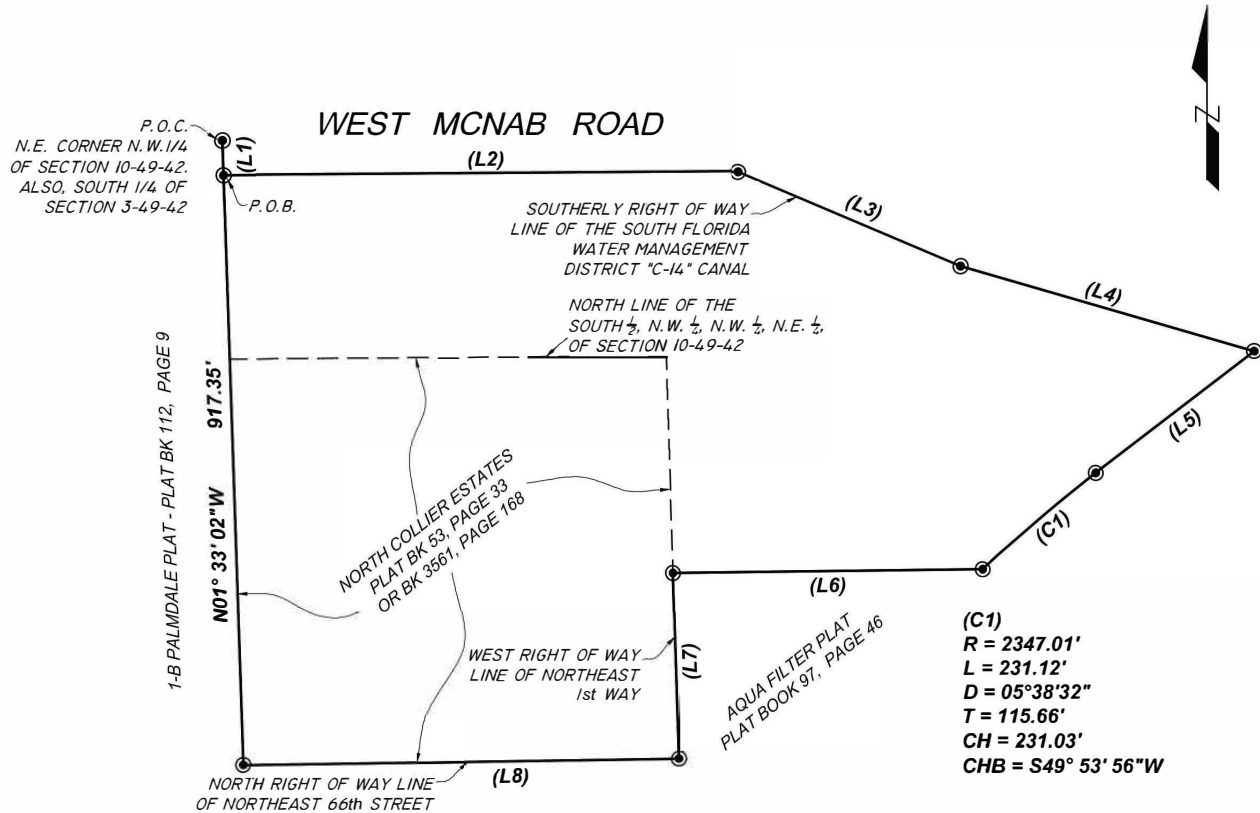 WEST MCNAB ROAD
P.O.C.
N.E. CORNER N.W.1/4
OF SECTION 10-49-42.
ALSO, SOUTH 1/4 OF
SECTION 3-49-42
(L1)
P.O.B.
(L2)
N
SOUTHERLY RIGHT OF WAY
LINE OF THE SOUTH FLORIDA
WATER MANAGEMENT
DISTRICT "C-14" CANAL
(L3)
(L4)
NORTH LINE OF THE
SOUTH 1/2, N.W. 1/4, N.W. 1/4, N.E. 1/4,
OF SECTION 10-49-42
1-B PALMDALE PLAT - PLAT BK 112, PAGE 9
N01° 33' 02"W 917.35'
(L5)
NORTH COLLIER ESTATES
PLAT BK 53, PAGE 33
OR BK 3561, PAGE 168
(C1)
(L6)
WEST RIGHT OF WAY
LINE OF NORTHEAST
1st WAY
(L7)
AQUA FILTER PLAT
PLAT BOOK 97, PAGE 46
(C1)
R = 2347.01'
L = 231.12'
D = 05°38'32"
T = 115.66'
CH = 231.03'
CHB = S49° 53' 56"W
NORTH RIGHT OF WAY LINE
OF NORTHEAST 66th STREET
(L8)